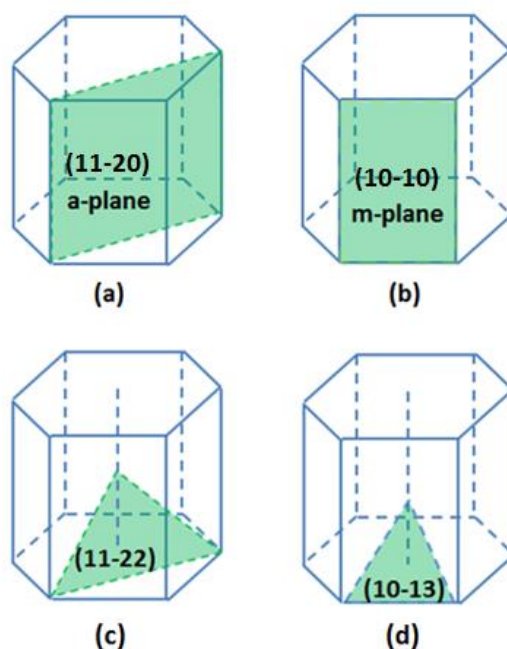 (11-20)
a-plane
(a)
(10-10)
m-plane
(b)
(11-22)
(c)
(10-13)
(d)